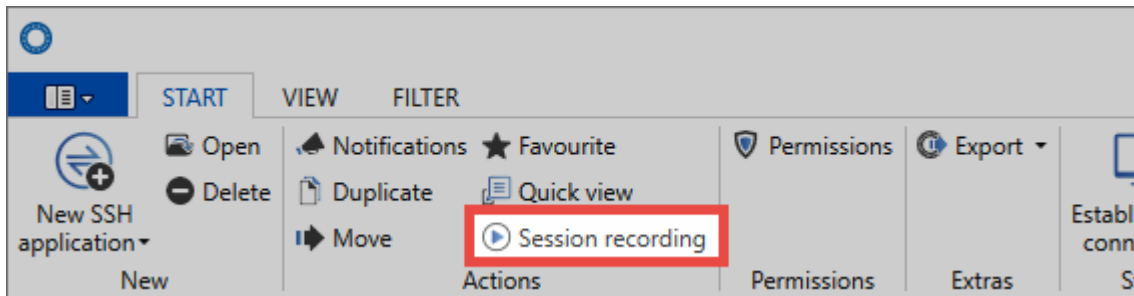 START VIEW FILTER
Open Notifications Favourite Permissions Export
Delete Duplicate Quick view
New SSH
application
Move Session recording
New Actions Permissions Extras